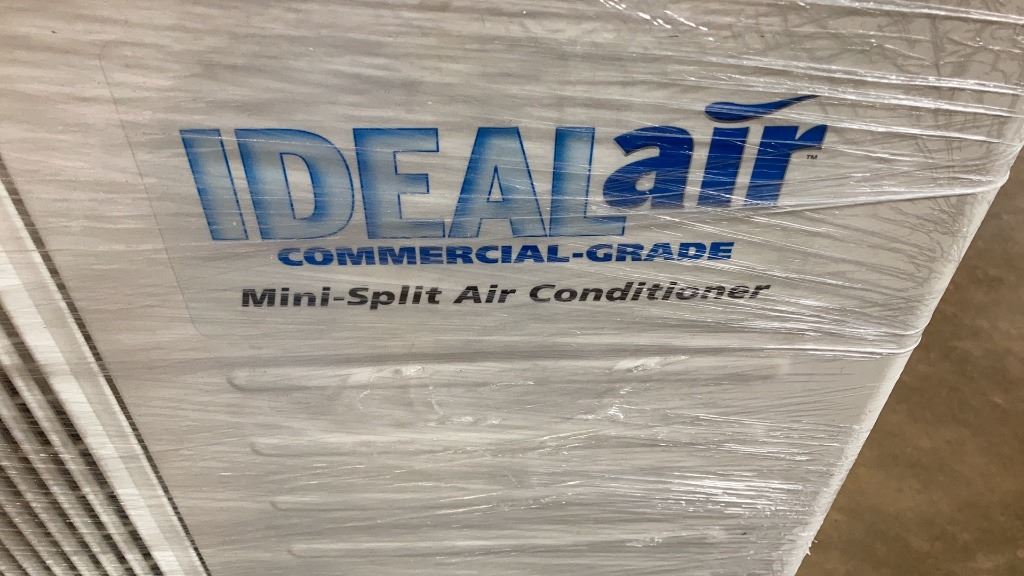 IDEALair™
COMMERCIAL-GRADE
Mini-Split Air Conditioner